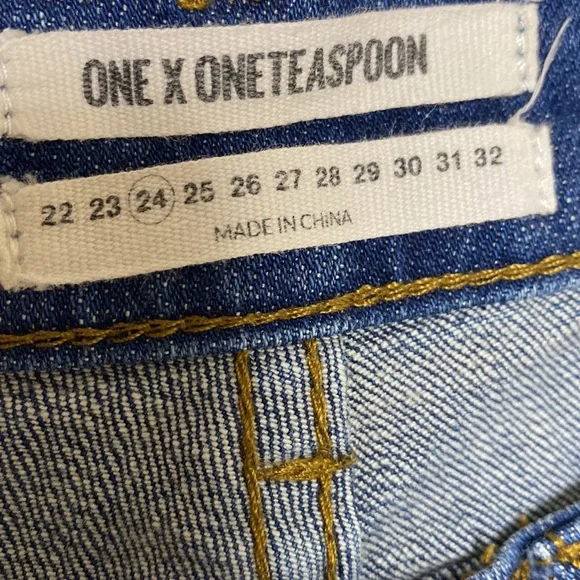 ONE X ONETEASPOON
22 23 24 25 26 27 28 29 30 31 32
MADE IN CHINA